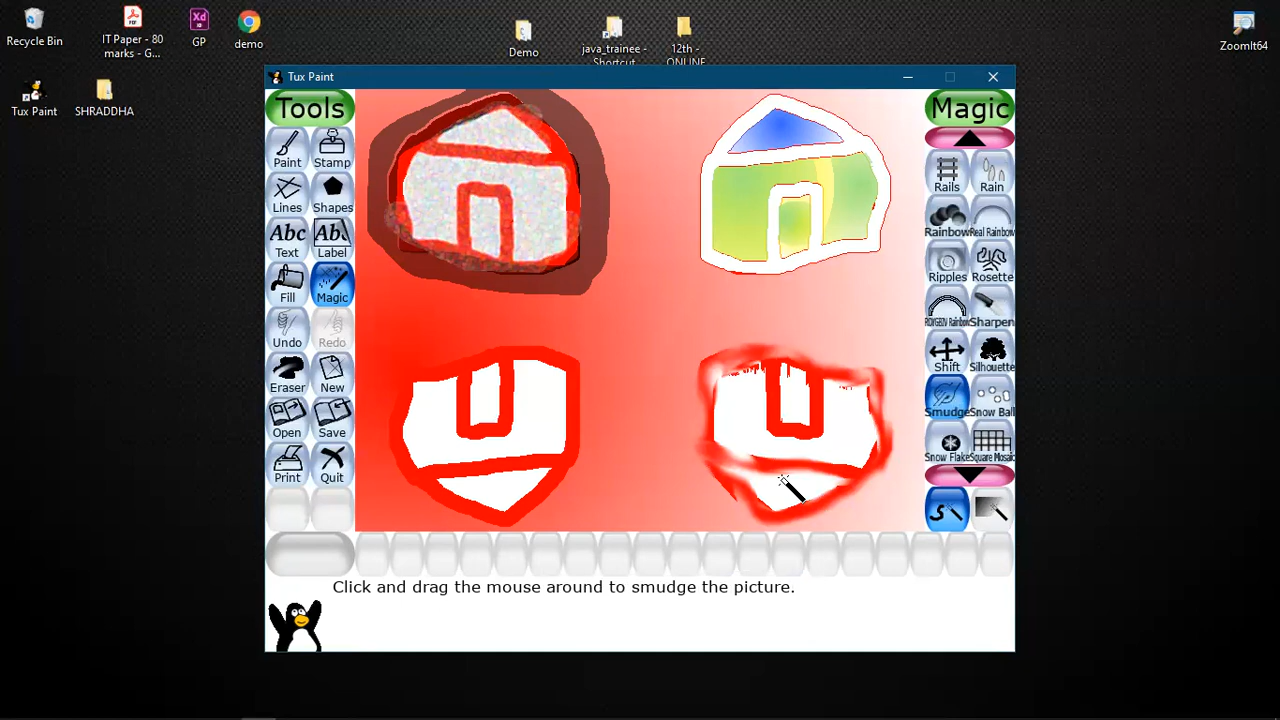 Recycle Bin
IT Paper - 80
marks - G...
GP
demo
Demo
java_trainee -
Shortcut
12th -
ONLINE
ZoomIt64
Tux Paint
SHRADDHA
Tux Paint
Tools
Magic
Paint
Stamp
Lines
Shapes
Abc
Text
Abc
Label
Fill
Magic
Undo
Redo
Eraser
New
Open
Save
Print
Quit
Rails
Rain
Rainbow
Real Rainbow
Ripples
Rosette
ROYGBIV Rainbow
Sharpen
Shift
Silhouette
Smudge
Snow Ball
Snow Flake
Square Mosaic
Click and drag the mouse around to smudge the picture.